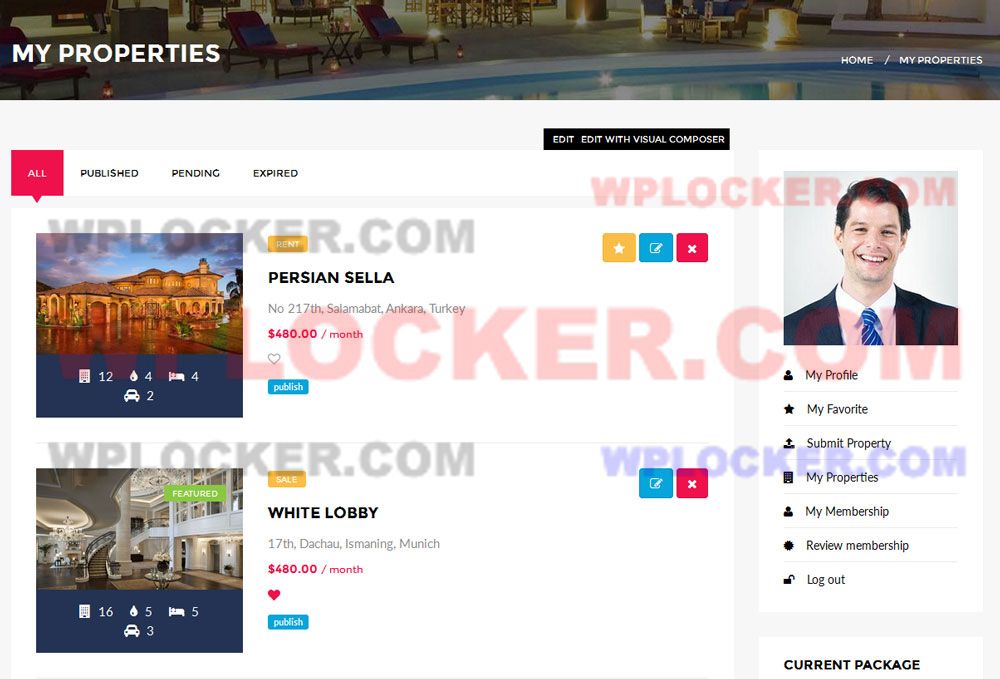 MY PROPERTIES
HOME / MY PROPERTIES
EDIT EDIT WITH VISUAL COMPOSER
ALL PUBLISHED PENDING EXPIRED
WPLOCKER.COM
WPLOCKER.COM
RENT
PERSIAN SELLA
No 217th, Salamabat, Ankara, Turkey
$480.00 / month
WPLOCKER.COM
publish
12 4 4
2
WPLOCKER.COM
WPLOCKER.COM
FEATURED
SALE
WHITE LOBBY
17th, Dachau, Ismaning, Munich
$480.00 / month
publish
16 5 5
3
My Profile
My Favorite
Submit Property
My Properties
My Membership
Review membership
Log out
CURRENT PACKAGE